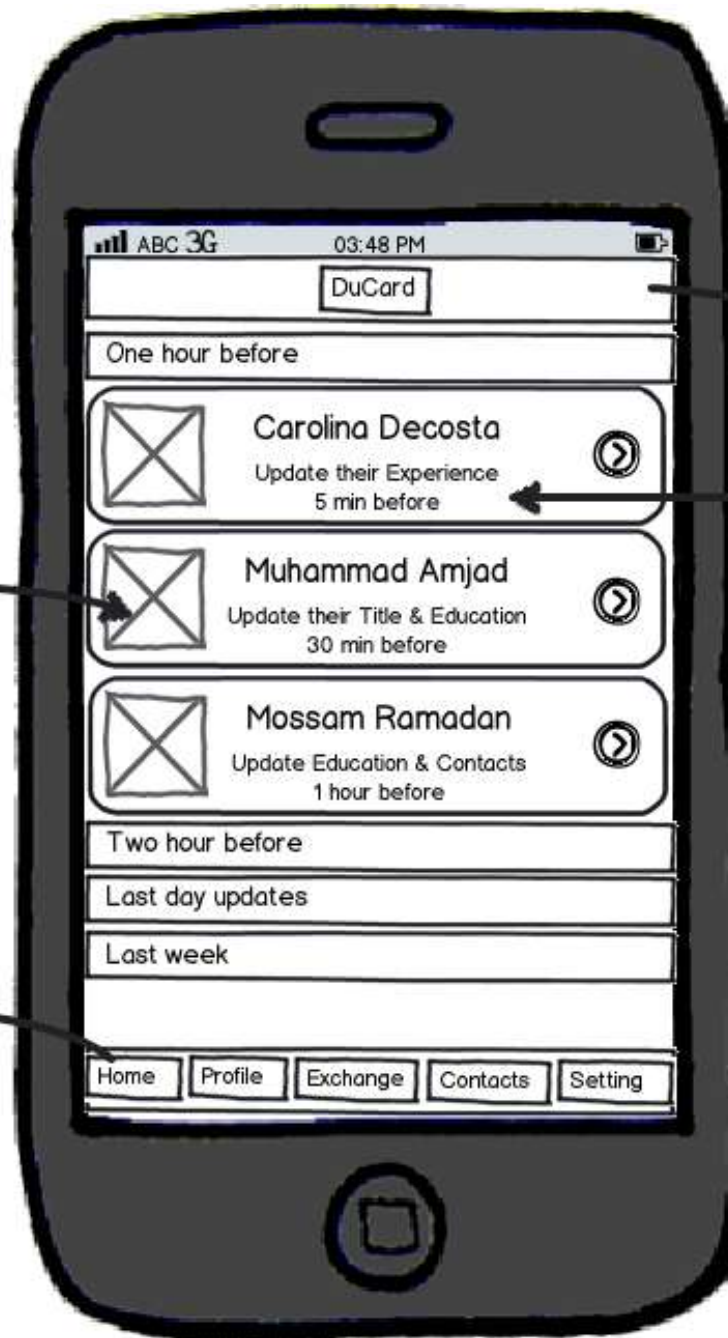 ABC 3G 03:48 PM
DuCard
One hour before
Carolina Decosta
Update their Experience
5 min before
Muhammad Amjad
Update their Title & Education
30 min before
Mossam Ramadan
Update Education & Contacts
1 hour before
Two hour before
Last day updates
Last week
Home Profile Exchange Contacts Setting